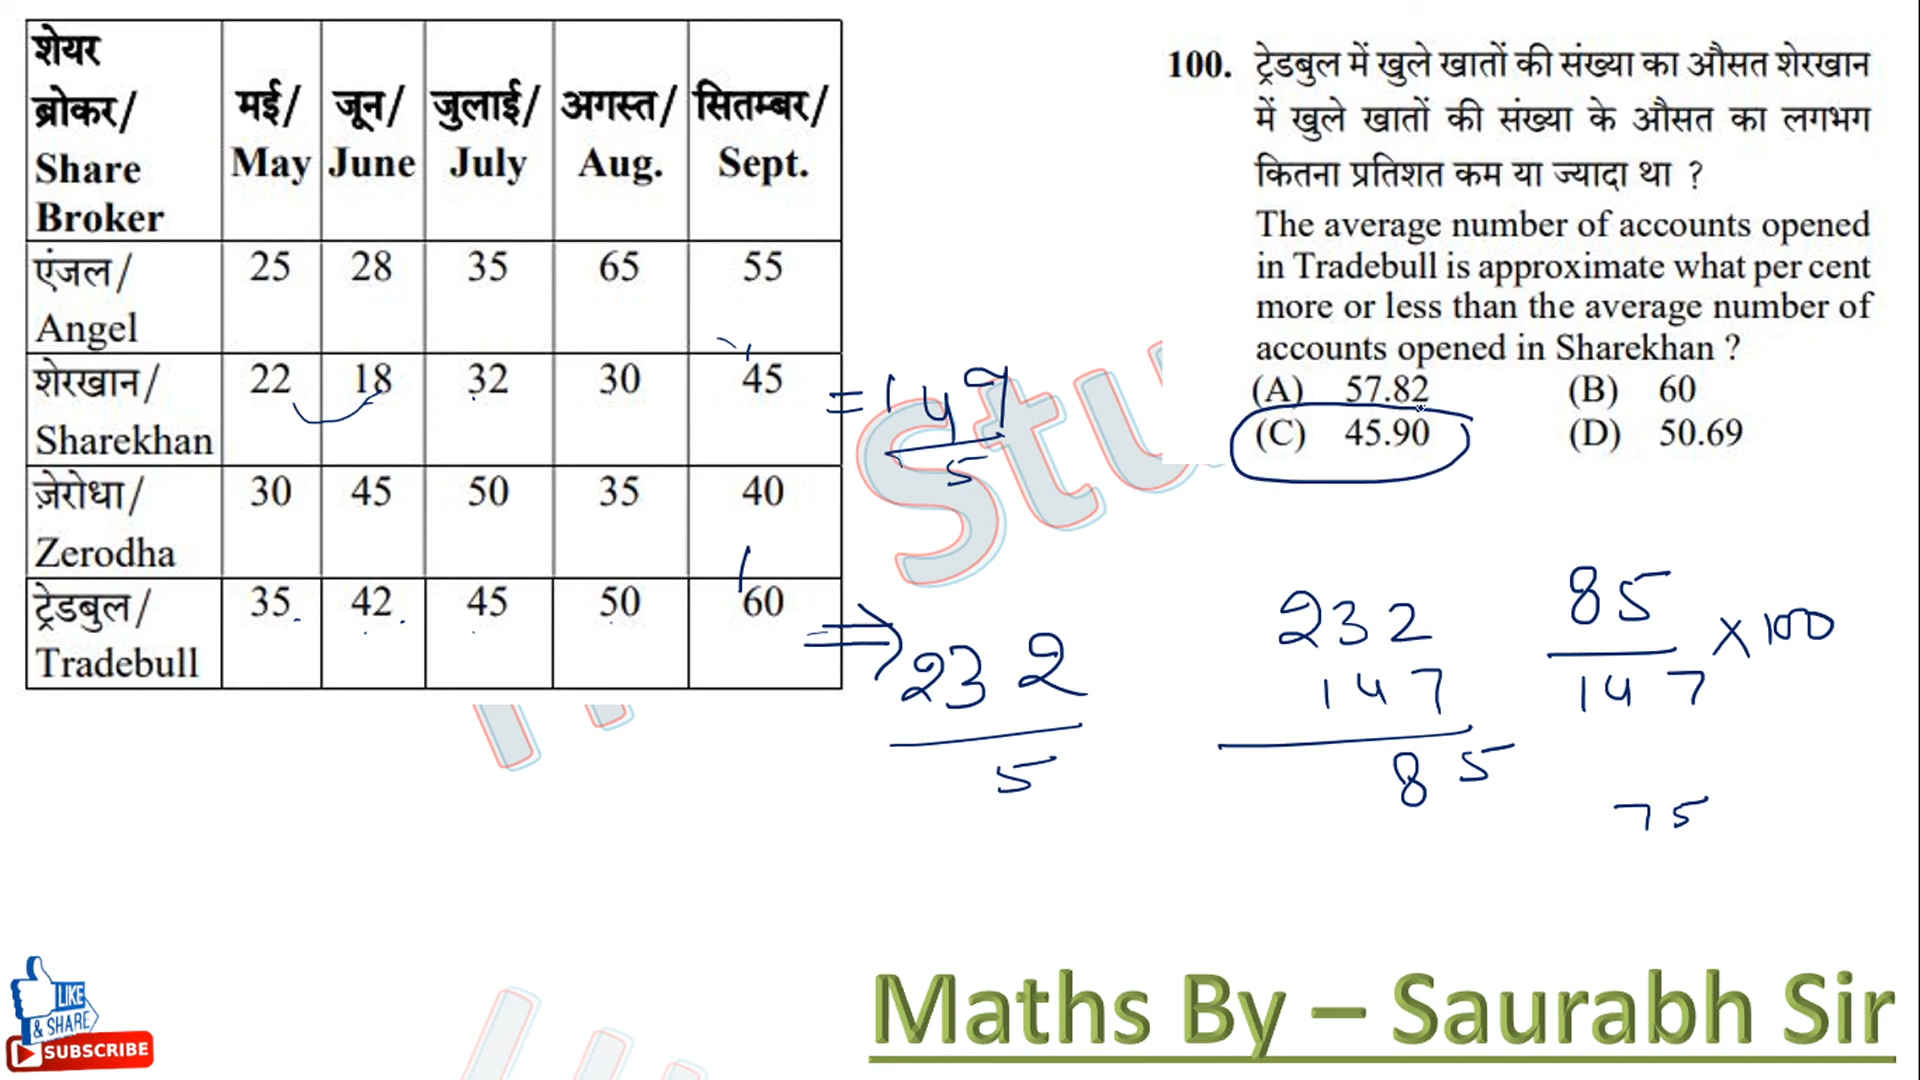 शेयर ब्रोकर/ Share Broker | मई/ May | जून/ June | जुलाई/ July | अगस्त/ Aug. | सितम्बर/ Sept.
एंजल/ Angel | 25 | 28 | 35 | 65 | 55
शेरखान/ Sharekhan | 22 | 18 | 32 | 30 | 45
ज़ेरोधा/ Zerodha | 30 | 45 | 50 | 35 | 40
ट्रेडबुल/ Tradebull | 35 | 42 | 45 | 50 | 60
= 147
5
232
5
100. ट्रेडबुल में खुले खातों की संख्या का औसत शेरखान
में खुले खातों की संख्या के औसत का लगभग
कितना प्रतिशत कम या ज्यादा था ?
The average number of accounts opened
in Tradebull is approximate what per cent
more or less than the average number of
accounts opened in Sharekhan ?
(A) 57.82 (B) 60
(C) 45.90 (D) 50.69
232
147
85
85
147
× 100
75
Stu
LIKE
& SHARE
SUBSCRIBE
Maths By – Saurabh Sir